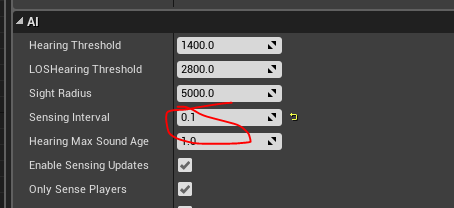 AI
Hearing Threshold 1400.0
LOSHearing Threshold 2800.0
Sight Radius 5000.0
Sensing Interval 0.1
Hearing Max Sound Age 1.0
Enable Sensing Updates
Only Sense Players